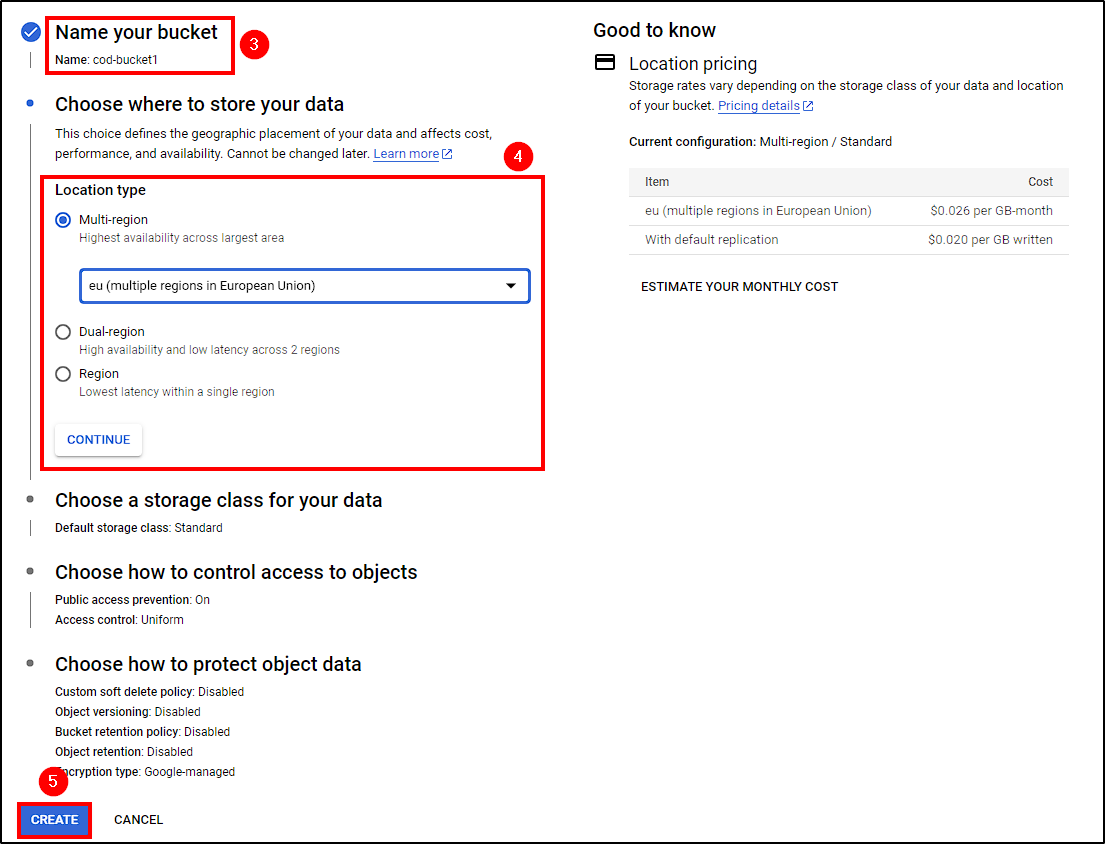 Name your bucket
Name: cod-bucket1
3
Choose where to store your data
This choice defines the geographic placement of your data and affects cost,
performance, and availability. Cannot be changed later. Learn more
4
Location type
Multi-region
Highest availability across largest area
eu (multiple regions in European Union)
Dual-region
High availability and low latency across 2 regions
Region
Lowest latency within a single region
CONTINUE
Choose a storage class for your data
Default storage class: Standard
Choose how to control access to objects
Public access prevention: On
Access control: Uniform
Choose how to protect object data
Custom soft delete policy: Disabled
Object versioning: Disabled
Bucket retention policy: Disabled
Object retention: Disabled
Encryption type: Google-managed
5
CREATE CANCEL
Good to know
Location pricing
Storage rates vary depending on the storage class of your data and location
of your bucket. Pricing details
Current configuration: Multi-region / Standard
Item Cost
eu (multiple regions in European Union) $0.026 per GB-month
With default replication $0.020 per GB written
ESTIMATE YOUR MONTHLY COST